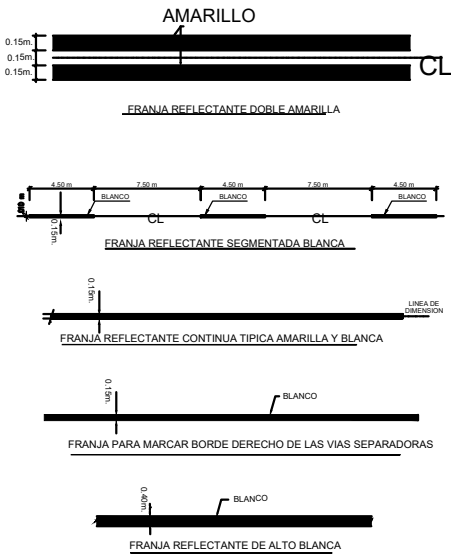 AMARILLO
0.15m.
0.15m.
0.15m.
CL
FRANJA REFLECTANTE DOBLE AMARILLA
4.50 m 7.50 m 4.50 m 7.50 m 4.50 m
BLANCO BLANCO BLANCO
CL CL
0.15m.
FRANJA REFLECTANTE SEGMENTADA BLANCA
0.15m.
LINEA DE
DIMENSION
FRANJA REFLECTANTE CONTINUA TIPICA AMARILLA Y BLANCA
0.15m.
BLANCO
FRANJA PARA MARCAR BORDE DERECHO DE LAS VIAS SEPARADORAS
0.40m.
BLANCO
FRANJA REFLECTANTE DE ALTO BLANCA